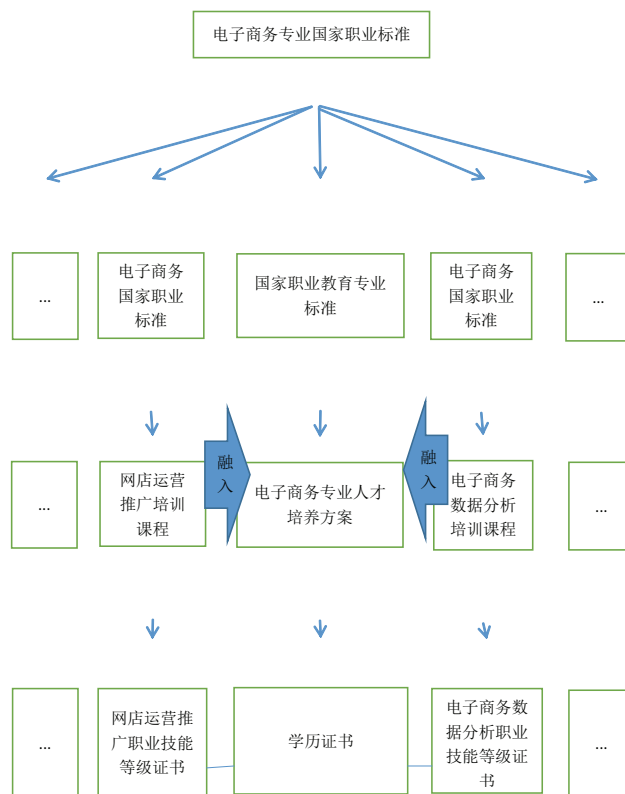 电子商务专业国家职业标准
...
电子商务
国家职业
标准
国家职业教育专业
标准
电子商务
国家职业
标准
...
...
网店运营
推广培训
课程
融
入
电子商务专业人才
培养方案
融
入
电子商务
数据分析
培训课程
...
...
网店运营推
广职业技能
等级证书
学历证书
电子商务数
据分析职业
技能等级证
书
...